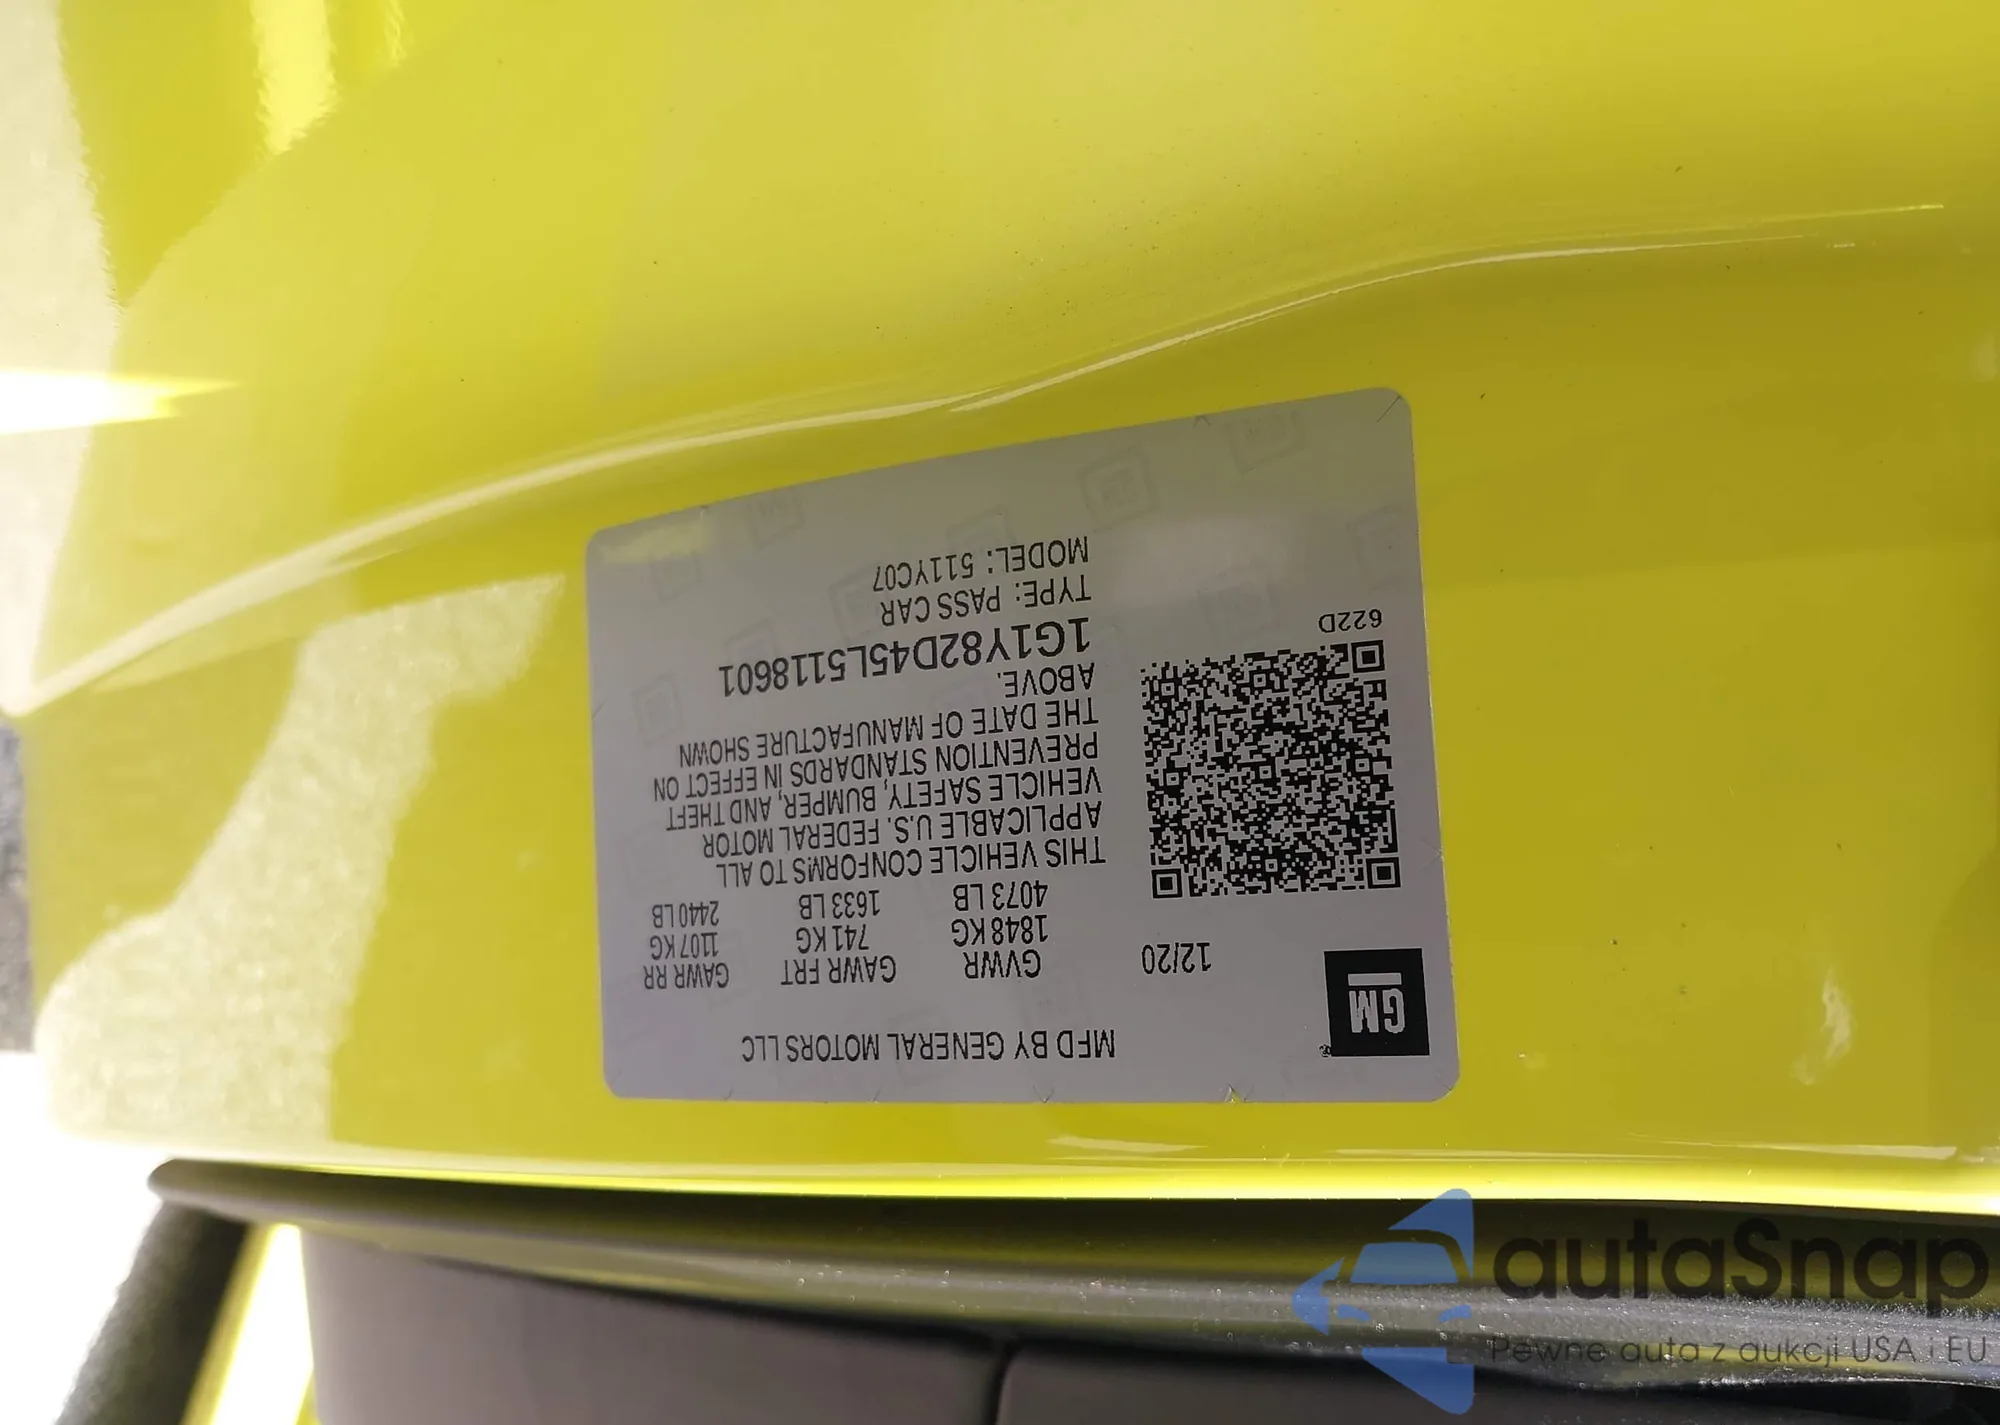 MFD BY GENERAL MOTORS LLC
GM
12/20
GVWR GAWR FRT GAWR RR
1848 KG 741 KG 1107 KG
4073 LB 1633 LB 2440 LB
THIS VEHICLE CONFORMS TO ALL
APPLICABLE U.S. FEDERAL MOTOR
VEHICLE SAFETY, BUMPER, AND THEFT
PREVENTION STANDARDS IN EFFECT ON
THE DATE OF MANUFACTURE SHOWN
ABOVE.
1G1Y82D45L5118601
TYPE: PASS CAR
MODEL: 511YC07
622D
autaSnap
Pewne auta z aukcji USA i EU